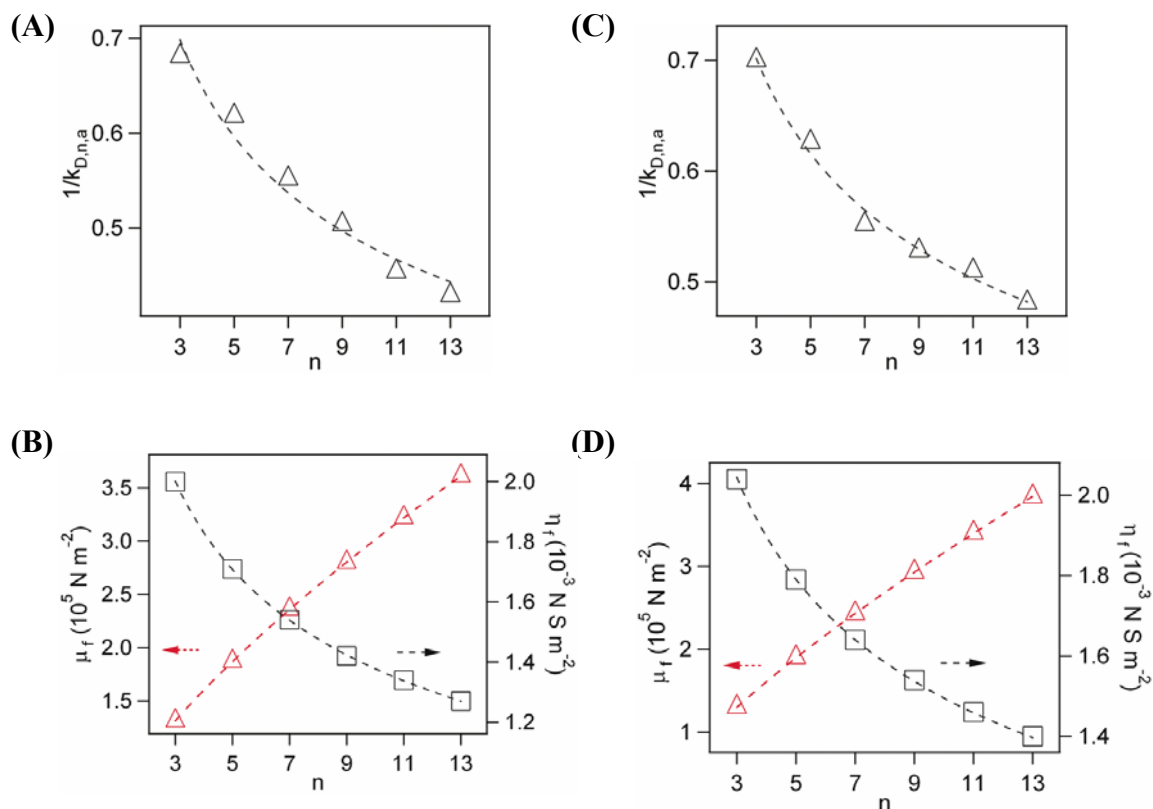 (A)
0.7
0.6
0.5
1/k_D,n,a
3 5 7 9 11 13
n
(C)
0.7
0.6
0.5
1/k_D,n,a
3 5 7 9 11 13
n
(B)
3.5
3.0
2.5
2.0
1.5
μ_f (10^5 N m^-2)
2.0
1.8
1.6
1.4
1.2
η_f (10^-3 N S m^-2)
3 5 7 9 11 13
n
(D)
4
3
2
1
μ_f (10^5 N m^-2)
2.0
1.8
1.6
1.4
η_f (10^-3 N S m^-2)
3 5 7 9 11 13
n